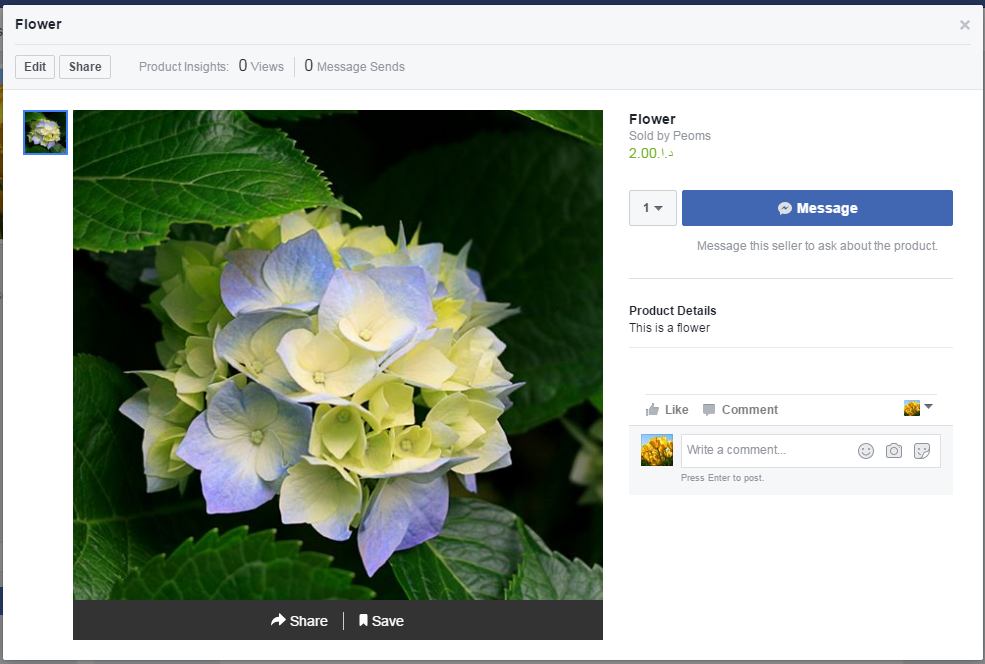 Flower
Edit Share Product Insights: 0 Views 0 Message Sends
Flower
Sold by Peoms
2.00.د.إ
1 Message
Message this seller to ask about the product.
Product Details
This is a flower
Like Comment
Write a comment...
Press Enter to post.
Share Save